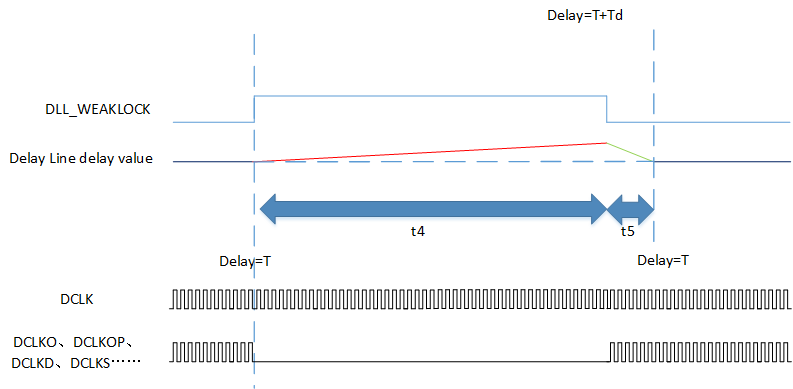 Delay=T+Td
DLL_WEAKLOCK
Delay Line delay value
t4
t5
Delay=T
Delay=T
DCLK
DCLKO、DCLKOP、
DCLKD、DCLKS……